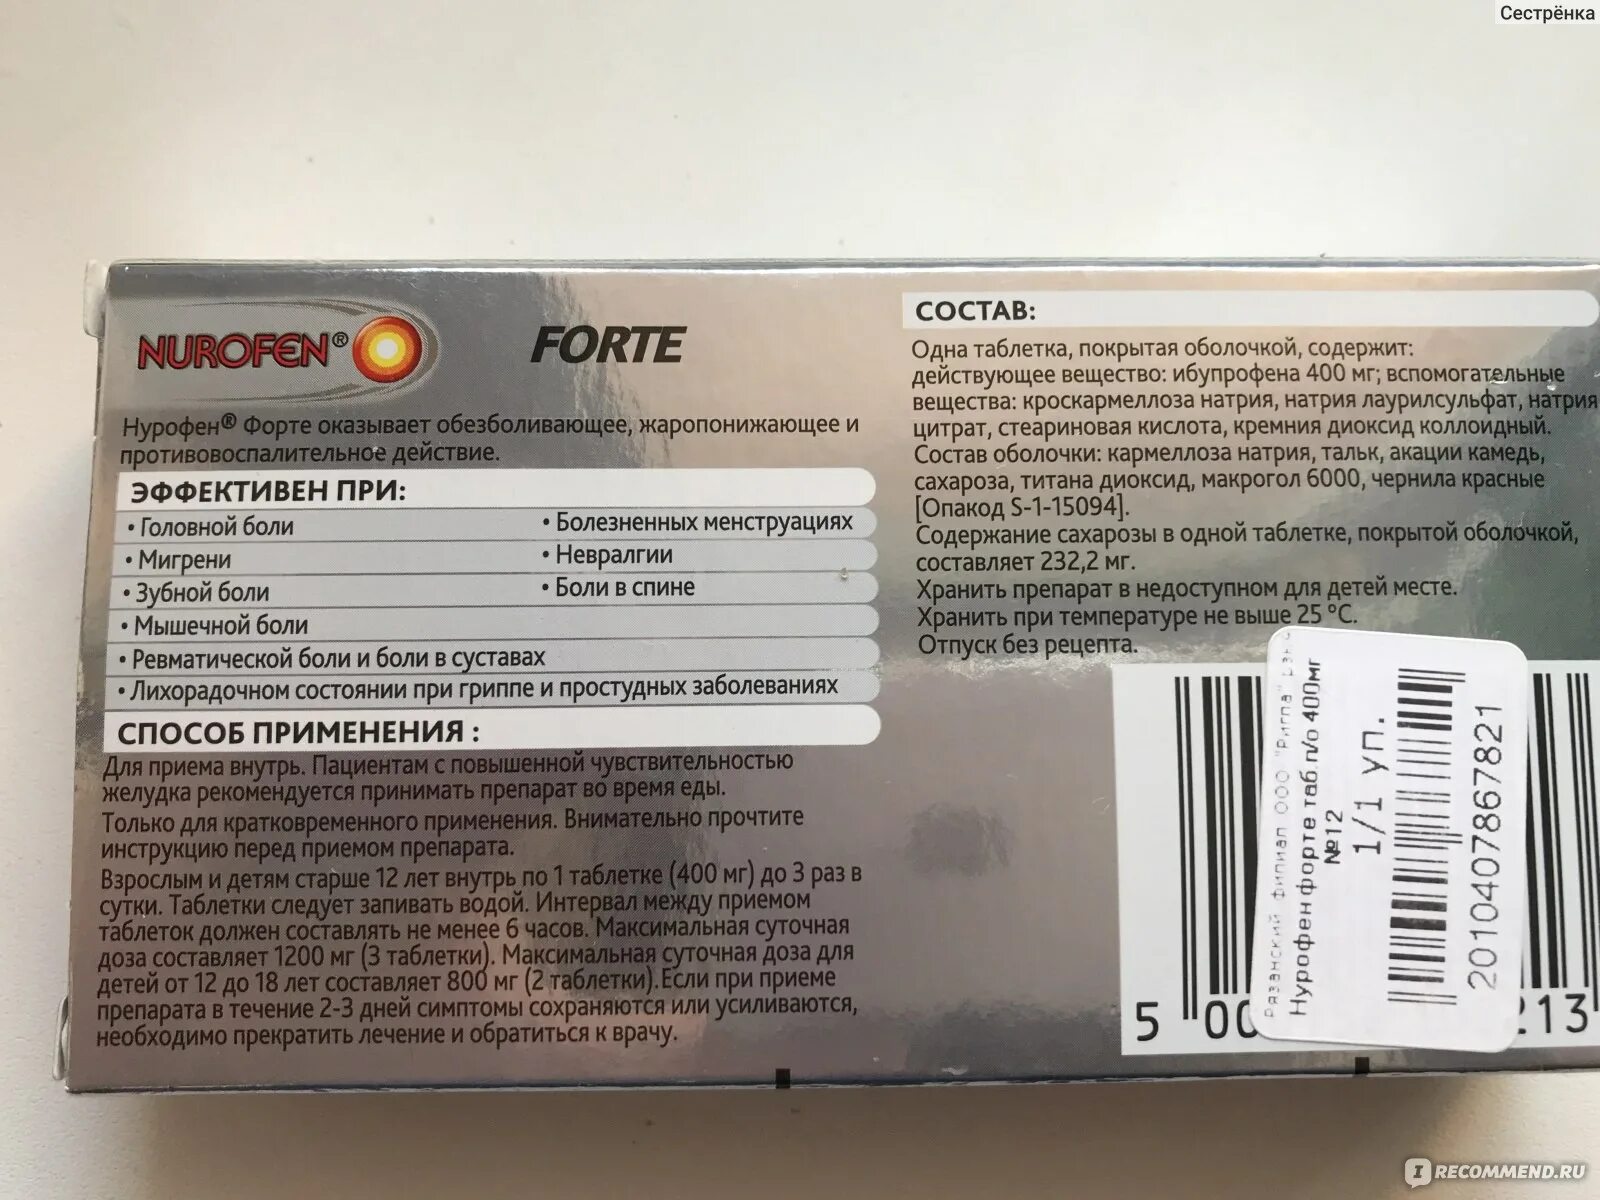 Сестрёнка
NUROFEN® FORTE
Нурофен® Форте оказывает обезболивающее, жаропонижающее и
противовоспалительное действие.
ЭФФЕКТИВЕН ПРИ:
• Головной боли
• Мигрени
• Зубной боли
• Мышечной боли
• Ревматической боли и боли в суставах
• Лихорадочном состоянии при гриппе и простудных заболеваниях
• Болезненных менструациях
• Невралгии
• Боли в спине
СПОСОБ ПРИМЕНЕНИЯ :
Для приема внутрь. Пациентам с повышенной чувствительностью
желудка рекомендуется принимать препарат во время еды.
Только для кратковременного применения. Внимательно прочтите
инструкцию перед приемом препарата.
Взрослым и детям старше 12 лет внутрь по 1 таблетке (400 мг) до 3 раз в
сутки. Таблетки следует запивать водой. Интервал между приемом
таблеток должен составлять не менее 6 часов. Максимальная суточная
доза составляет 1200 мг (3 таблетки). Максимальная суточная доза для
детей от 12 до 18 лет составляет 800 мг (2 таблетки).Если при приеме
препарата в течение 2-3 дней симптомы сохраняются или усиливаются,
необходимо прекратить лечение и обратиться к врачу.
СОСТАВ:
Одна таблетка, покрытая оболочкой, содержит:
действующее вещество: ибупрофена 400 мг; вспомогательные
вещества: кроскармеллоза натрия, натрия лаурилсульфат, натрия
цитрат, стеариновая кислота, кремния диоксид коллоидный.
Состав оболочки: кармеллоза натрия, тальк, акации камедь,
сахароза, титана диоксид, макрогол 6000, чернила красные
[Опакод S-1-15094].
Содержание сахарозы в одной таблетке, покрытой оболочкой,
составляет 232,2 мг.
Хранить препарат в недоступном для детей месте.
Хранить при температуре не выше 25 °C.
Отпуск без рецепта.
5 00
213
Рязанский филиал ООО "Ригла"
Нурофен форте таб.п/о 400мг
№12
1/1 уп.
2010407867821
IRECOMMEND.RU